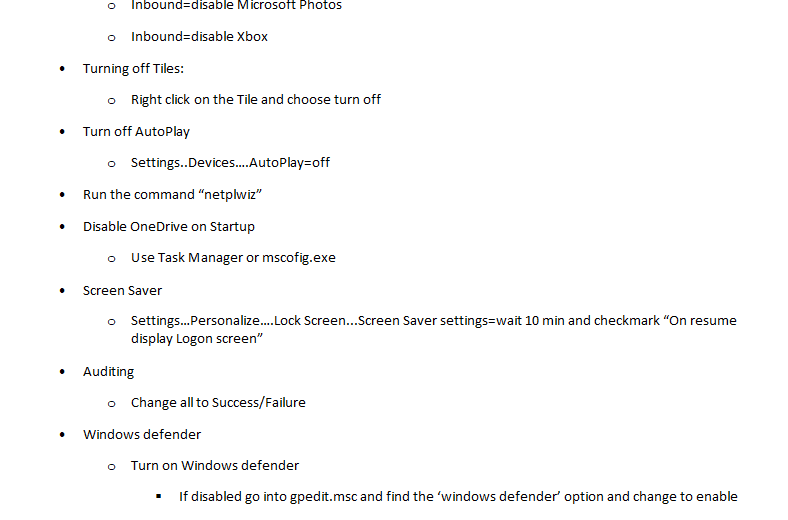 Inbound=disable Microsoft Photos
Inbound=disable Xbox
Turning off Tiles:
Right click on the Tile and choose turn off
Turn off AutoPlay
Settings..Devices....AutoPlay=off
Run the command “netplwiz”
Disable OneDrive on Startup
Use Task Manager or mscofig.exe
Screen Saver
Settings...Personalize....Lock Screen...Screen Saver settings=wait 10 min and checkmark “On resume
display Logon screen”
Auditing
Change all to Success/Failure
Windows defender
Turn on Windows defender
If disabled go into gpedit.msc and find the ‘windows defender’ option and change to enable